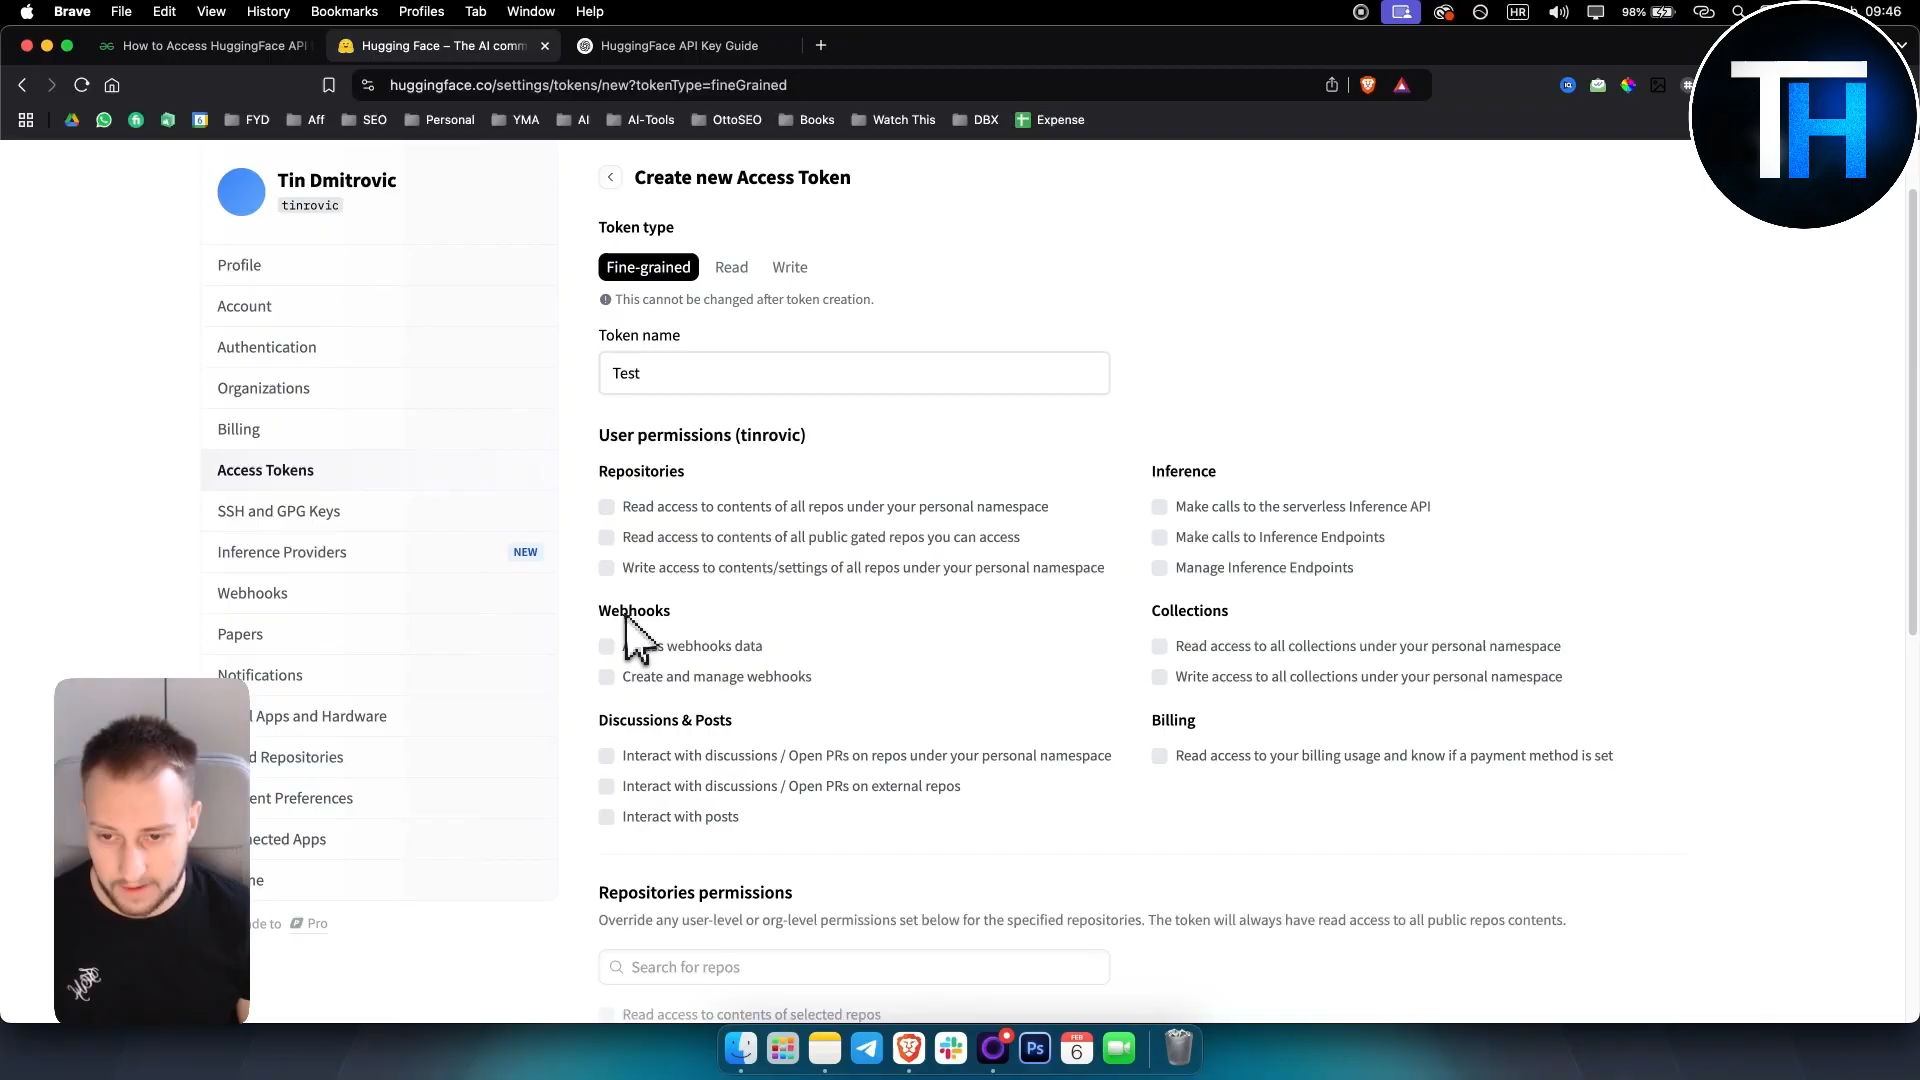 Brave File Edit View History Bookmarks Profiles Tab Window Help HR 98% 09:46
How to Access HuggingFace API Hugging Face – The AI comm HuggingFace API Key Guide
huggingface.co/settings/tokens/new?tokenType=fineGrained
6 FYD Aff SEO Personal YMA AI AI-Tools OttoSEO Books Watch This DBX Expense
TH
Tin Dmitrovic
tinrovic
Profile
Account
Authentication
Organizations
Billing
Access Tokens
SSH and GPG Keys
Inference Providers NEW
Webhooks
Papers
Notifications
Apps and Hardware
Repositories
Preferences
Apps
Pro
Create new Access Token
Token type
Fine-grained Read Write
This cannot be changed after token creation.
Token name
Test
User permissions (tinrovic)
Repositories
Read access to contents of all repos under your personal namespace
Read access to contents of all public gated repos you can access
Write access to contents/settings of all repos under your personal namespace
Webhooks
webhooks data
Create and manage webhooks
Discussions & Posts
Interact with discussions / Open PRs on repos under your personal namespace
Interact with discussions / Open PRs on external repos
Interact with posts
Inference
Make calls to the serverless Inference API
Make calls to Inference Endpoints
Manage Inference Endpoints
Collections
Read access to all collections under your personal namespace
Write access to all collections under your personal namespace
Billing
Read access to your billing usage and know if a payment method is set
Repositories permissions
Override any user-level or org-level permissions set below for the specified repositories. The token will always have read access to all public repos contents.
Search for repos
Read access to contents of selected repos
Ps FEB 6